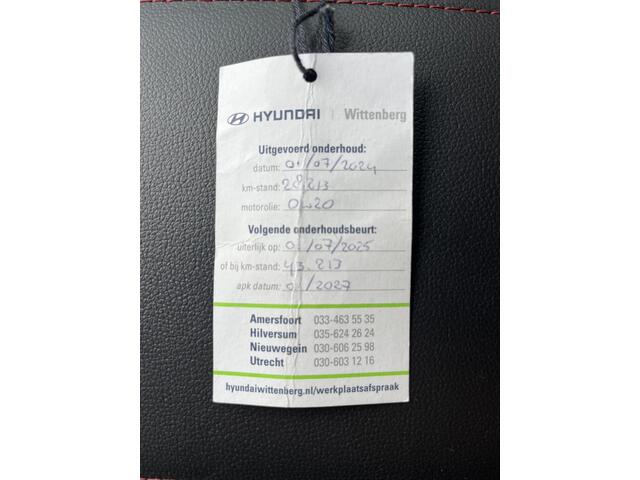 HYUNDAI | Wittenberg
Uitgevoerd onderhoud:
datum: 01/07/2024
km-stand: 28.213
motorolie: 0w20
Volgende onderhoudsbeurt:
uiterlijk op: 0./07/2025
of bij km-stand: 43.213
apk datum: 0./2027
Amersfoort 033-463 55 35
Hilversum 035-624 26 24
Nieuwegein 030-606 25 98
Utrecht 030-603 12 16
hyundaiwittenberg.nl/werkplaatsafspraak